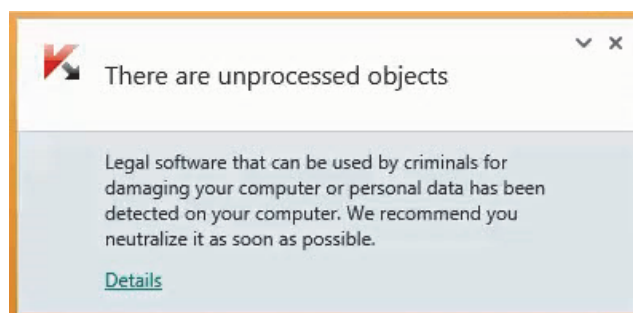 There are unprocessed objects
Legal software that can be used by criminals for
damaging your computer or personal data has been
detected on your computer. We recommend you
neutralize it as soon as possible.
Details